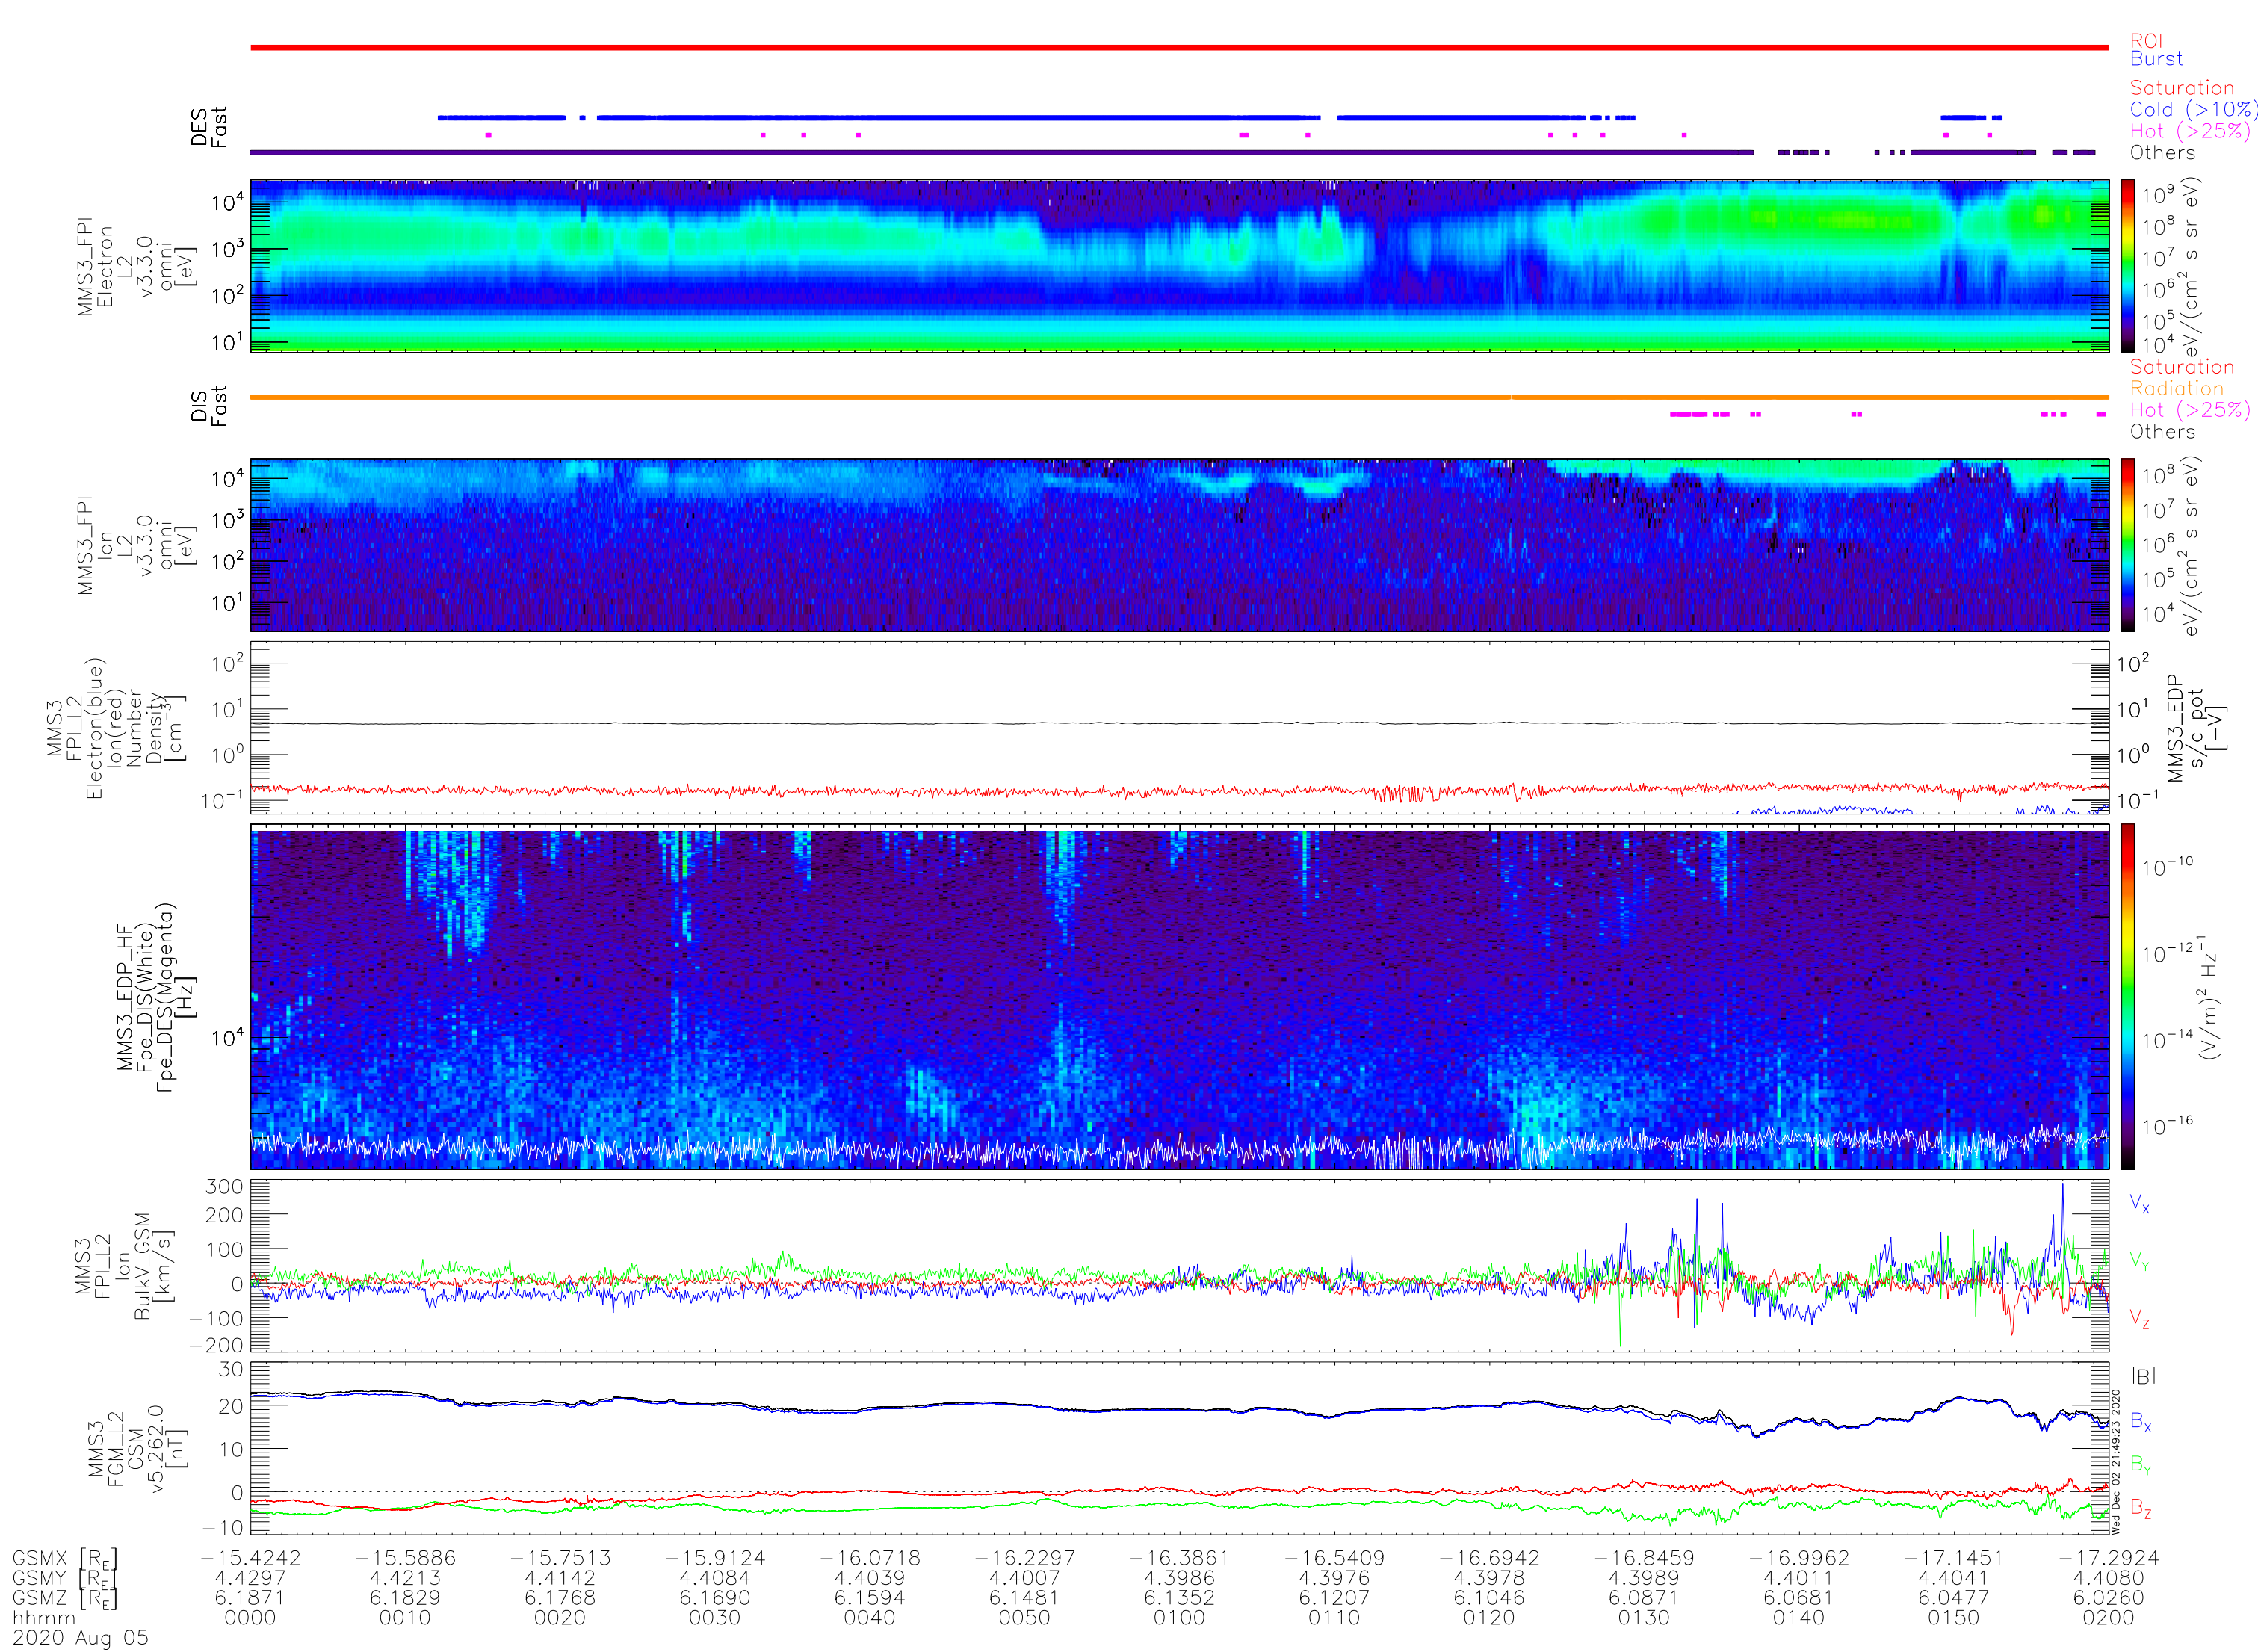 ROI
Burst
DES
Fast
Saturation
Cold (>10%)
Hot (>25%)
Others
MMS3_FPI
Electron
L2
v3.3.0
omni
[eV]
10^4
10^3
10^2
10^1
10^9
10^8
10^7
10^6
10^5
10^4
eV/(cm^2 s sr eV)
DIS
Fast
Saturation
Radiation
Hot (>25%)
Others
MMS3_FPI
Ion
L2
v3.3.0
omni
[eV]
10^4
10^3
10^2
10^1
10^8
10^7
10^6
10^5
10^4
eV/(cm^2 s sr eV)
MMS3
FPI_L2
Electron(blue)
Ion(red)
Number
Density
[cm^-3]
10^2
10^1
10^0
10^-1
10^2
10^1
10^0
10^-1
MMS3_EDP
s/c pot
[-V]
MMS3_EDP_HF
Fpe_DIS(White)
Fpe_DES(Magenta)
[Hz]
10^4
10^-10
10^-12
10^-14
10^-16
(V/m)^2 Hz^-1
MMS3
FPI_L2
Ion
BulkV_GSM
[km/s]
300
200
100
0
-100
-200
V_X
V_Y
V_Z
MMS3
FGM_L2
GSM
v5.262.0
[nT]
30
20
10
0
-10
|B|
B_X
B_Y
B_Z
Wed Dec 02 21:49:23 2020
GSMX [R_E] -15.4242 -15.5886 -15.7513 -15.9124 -16.0718 -16.2297 -16.3861 -16.5409 -16.6942 -16.8459 -16.9962 -17.1451 -17.2924
GSMY [R_E] 4.4297 4.4213 4.4142 4.4084 4.4039 4.4007 4.3986 4.3976 4.3978 4.3989 4.4011 4.4041 4.4080
GSMZ [R_E] 6.1871 6.1829 6.1768 6.1690 6.1594 6.1481 6.1352 6.1207 6.1046 6.0871 6.0681 6.0477 6.0260
hhmm 0000 0010 0020 0030 0040 0050 0100 0110 0120 0130 0140 0150 0200
2020 Aug 05